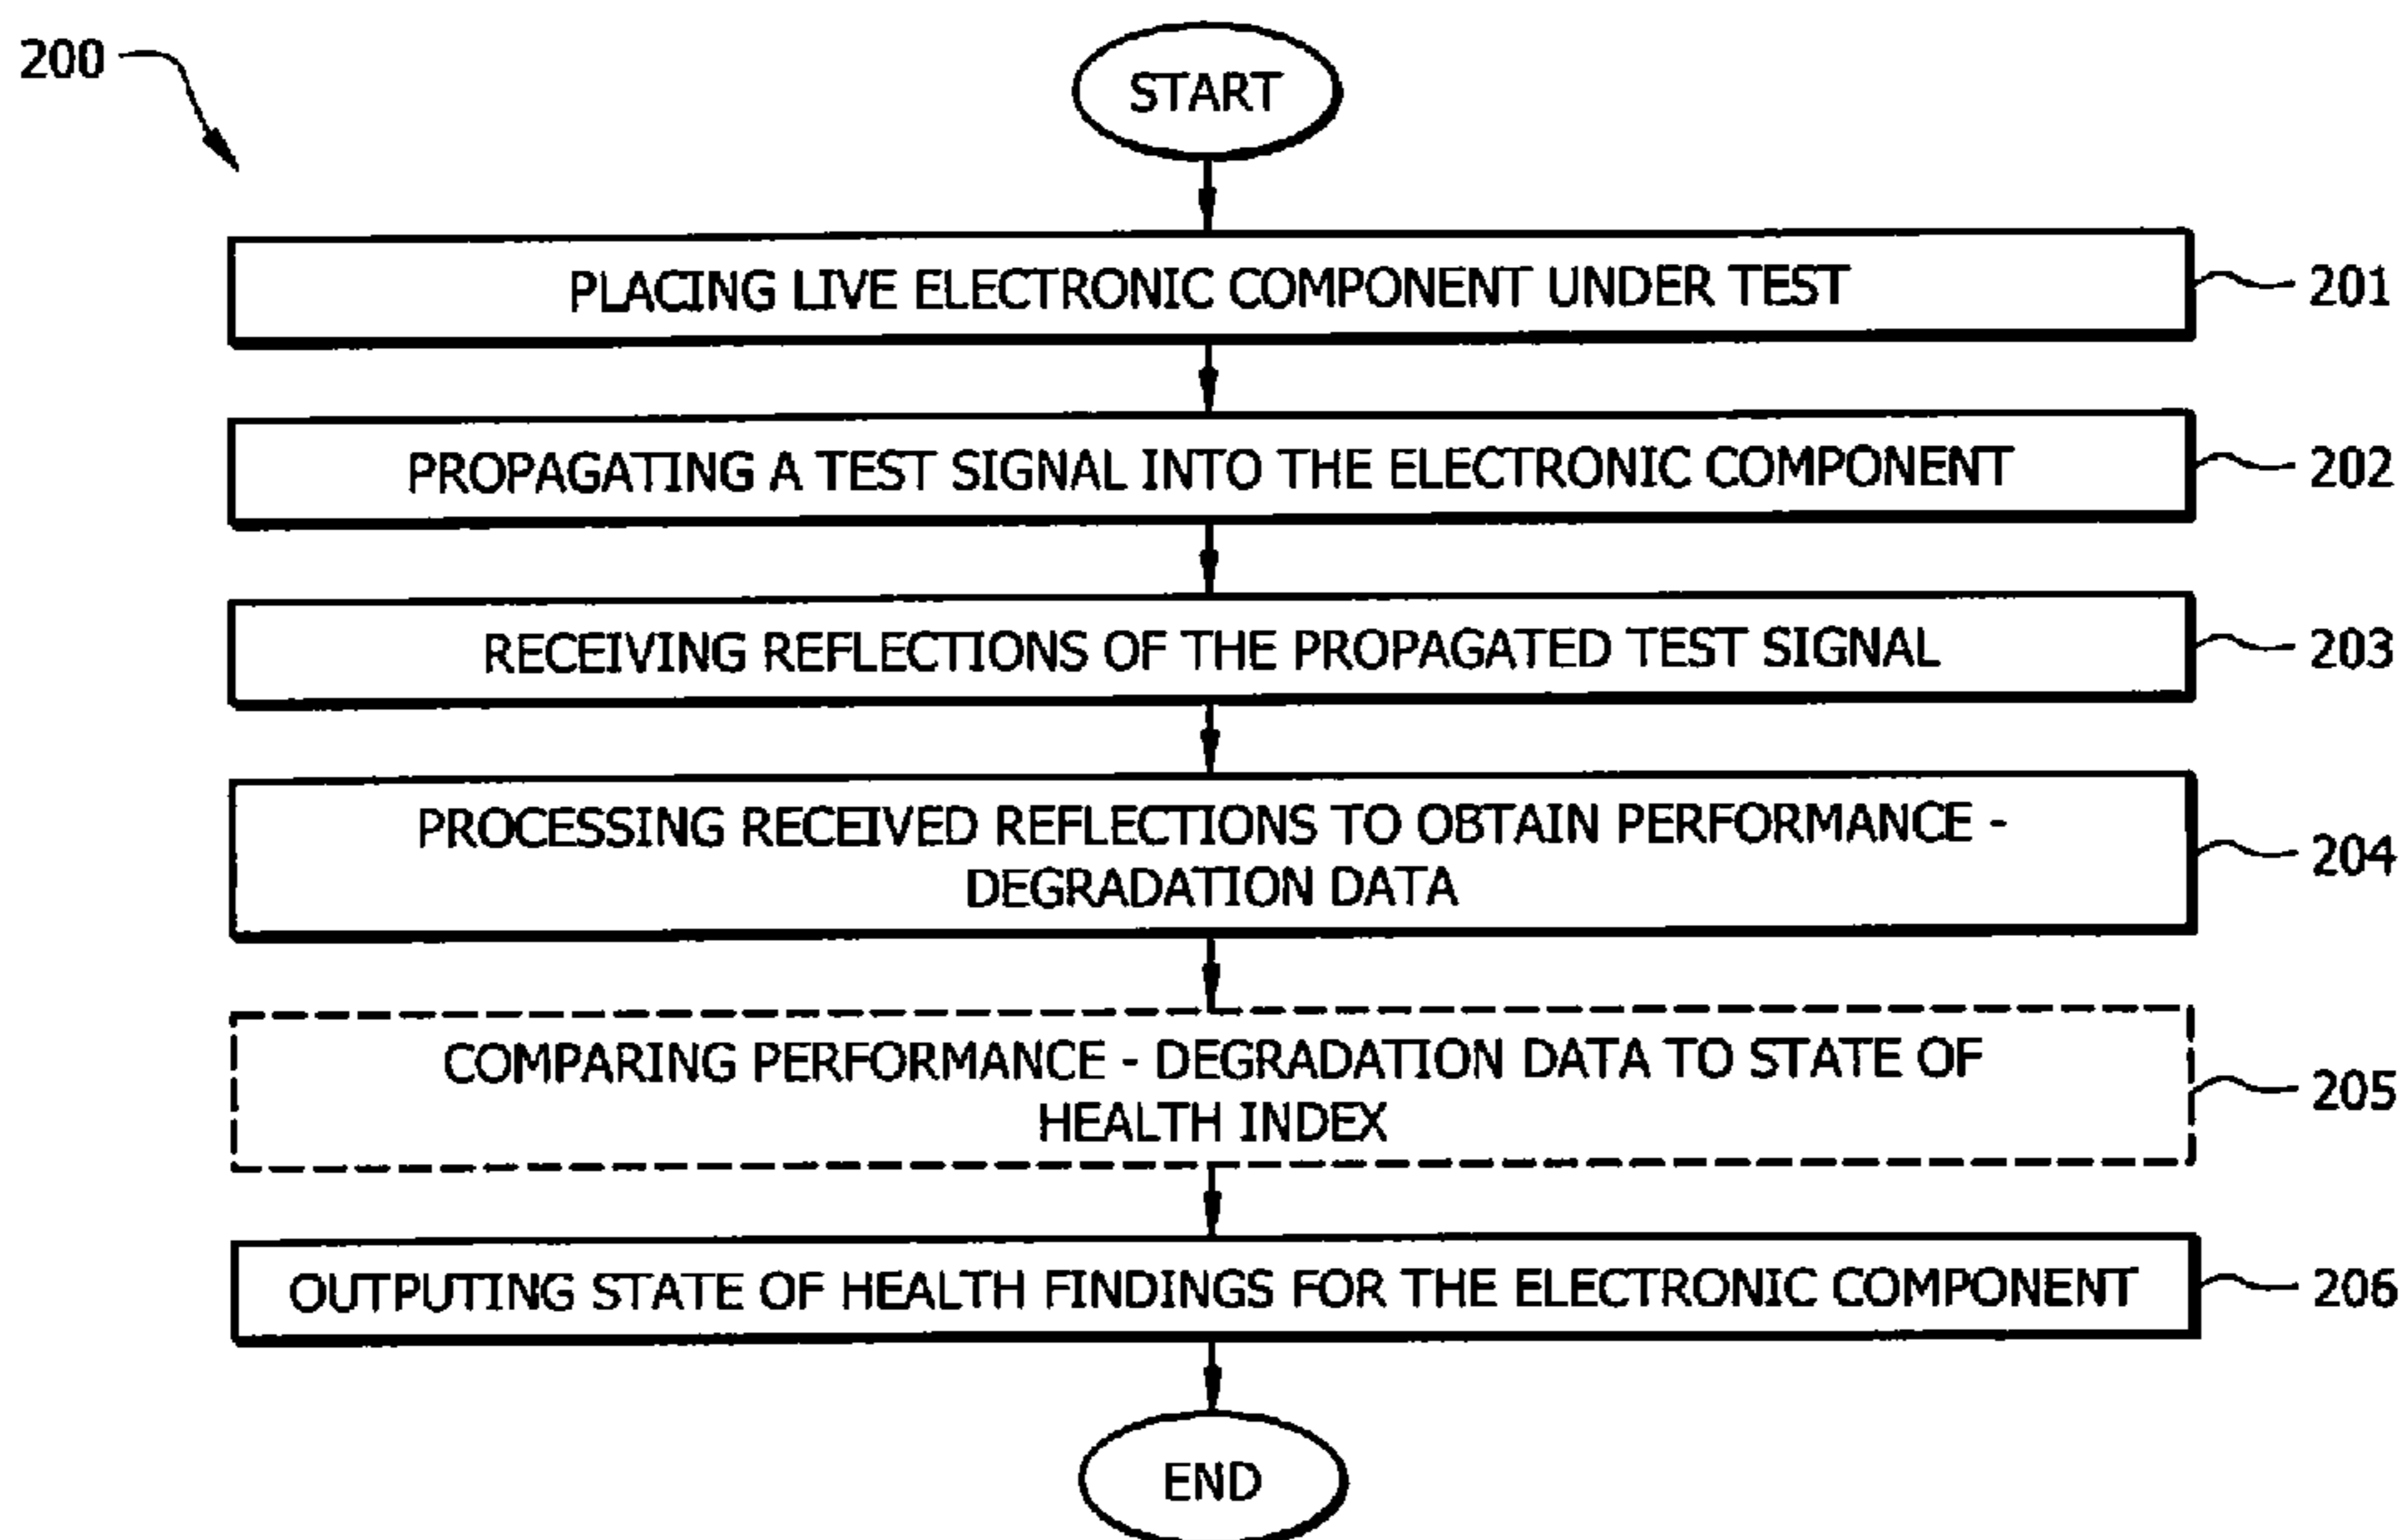 200
START
PLACING LIVE ELECTRONIC COMPONENT UNDER TEST
201
PROPAGATING A TEST SIGNAL INTO THE ELECTRONIC COMPONENT
202
RECEIVING REFLECTIONS OF THE PROPAGATED TEST SIGNAL
203
PROCESSING RECEIVED REFLECTIONS TO OBTAIN PERFORMANCE -
DEGRADATION DATA
204
COMPARING PERFORMANCE - DEGRADATION DATA TO STATE OF
HEALTH INDEX
205
OUTPUTING STATE OF HEALTH FINDINGS FOR THE ELECTRONIC COMPONENT
206
END